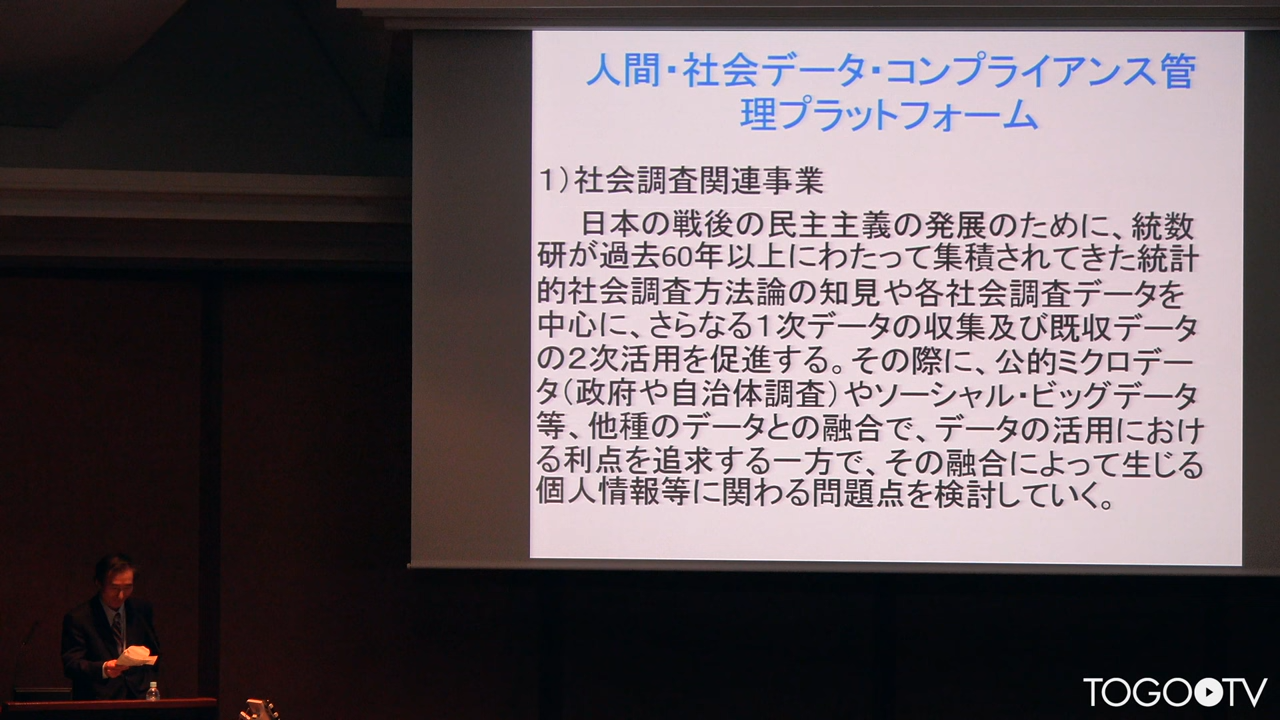 人間・社会データ・コンプライアンス管
理プラットフォーム
１）社会調査関連事業
日本の戦後の民主主義の発展のために、統数
研が過去60年以上にわたって集積されてきた統計
的社会調査方法論の知見や各社会調査データを
中心に、さらなる１次データの収集及び既収データ
の２次活用を促進する。その際に、公的ミクロデー
タ（政府や自治体調査）やソーシャル・ビッグデータ
等、他種のデータとの融合で、データの活用におけ
る利点を追求する一方で、その融合によって生じる
個人情報等に関わる問題点を検討していく。
TOGOTV